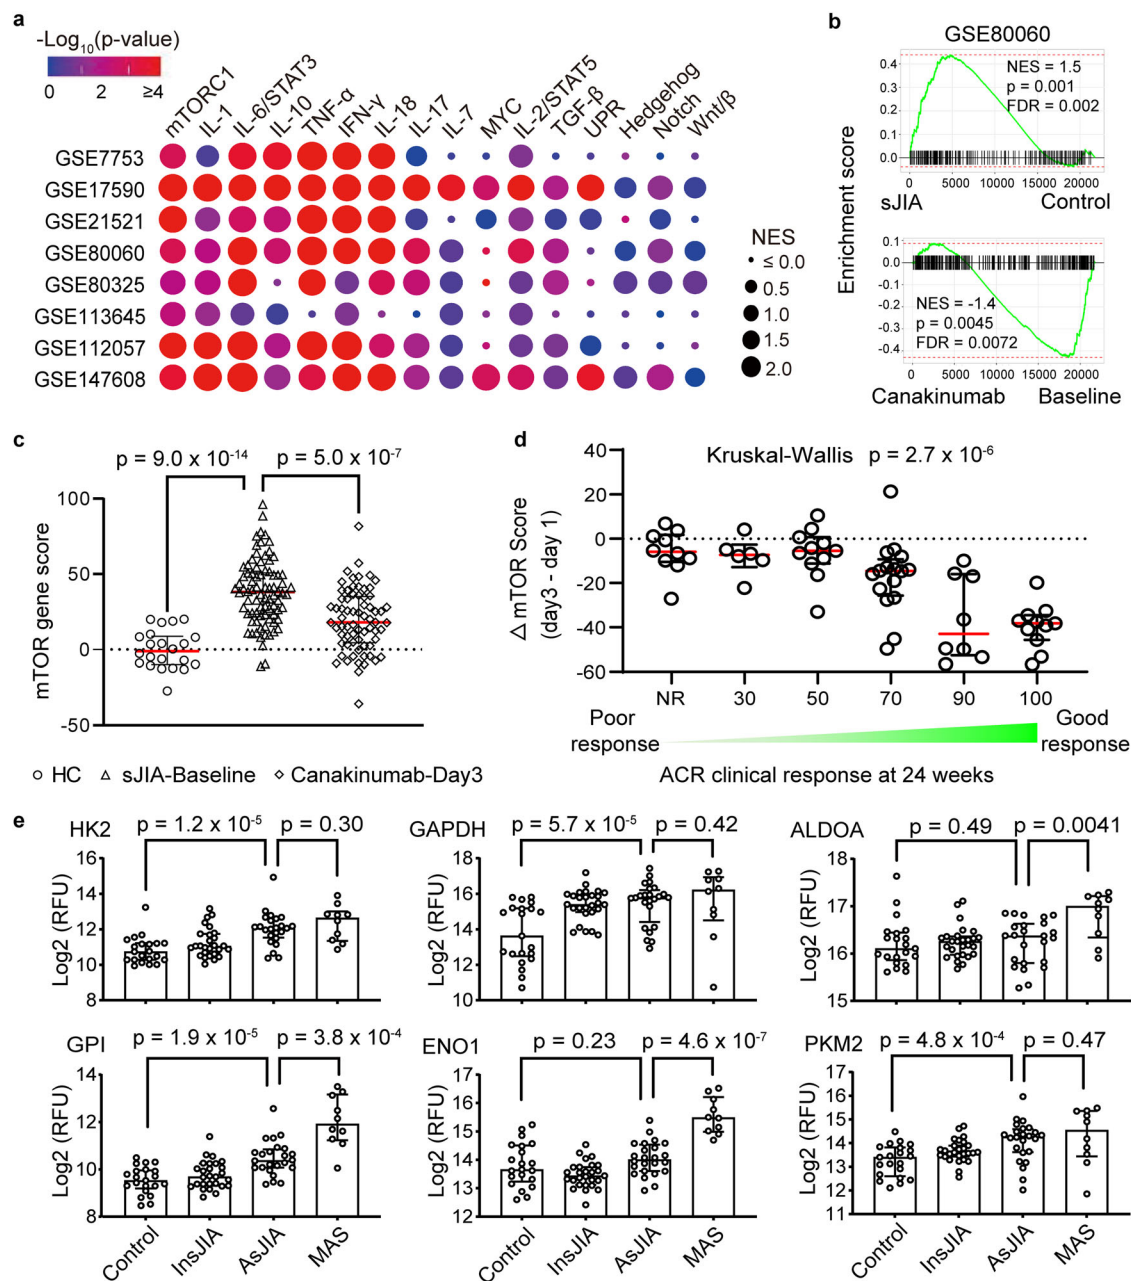 a
-Log10(p-value)
0 2 ≥4
mTORC1 IL-1 IL-6/STAT3 IL-10 TNF-α IFN-γ IL-18 IL-17 IL-7 MYC IL-2/STAT5 TGF-β UPR Hedgehog Notch Wnt/β
GSE7753
GSE17590
GSE21521
GSE80060
GSE80325
GSE113645
GSE112057
GSE147608
NES
≤ 0.0
0.5
1.0
1.5
2.0
b
GSE80060
Enrichment score
0.4
0.3
0.2
0.1
0.0
NES = 1.5
p = 0.001
FDR = 0.002
0 5000 10000 15000 20000
sJIA Control
0.1
0.0
-0.1
-0.2
-0.3
-0.4
NES = -1.4
p = 0.0045
FDR = 0.0072
0 5000 10000 15000 20000
Canakinumab Baseline
c
p = 9.0 x 10-14 p = 5.0 x 10-7
mTOR gene score
100
50
0
-50
HC sJIA-Baseline Canakinumab-Day3
d
Kruskal-Wallis p = 2.7 x 10-6
Δ mTOR Score
(day3 - day 1)
40
20
0
-20
-40
-60
NR 30 50 70 90 100
Poor
response
Good
response
ACR clinical response at 24 weeks
e
HK2
p = 1.2 x 10-5 p = 0.30
Log2 (RFU)
16
14
12
10
8
GAPDH
p = 5.7 x 10-5 p = 0.42
Log2 (RFU)
18
16
14
12
10
ALDOA
p = 0.49 p = 0.0041
Log2 (RFU)
18
17
16
15
GPI
p = 1.9 x 10-5 p = 3.8 x 10-4
Log2 (RFU)
14
12
10
8
Control InsJIA AsJIA MAS
ENO1
p = 0.23 p = 4.6 x 10-7
Log2 (RFU)
17
16
15
14
13
12
Control InsJIA AsJIA MAS
PKM2
p = 4.8 x 10-4 p = 0.47
Log2 (RFU)
17
16
15
14
13
12
11
Control InsJIA AsJIA MAS